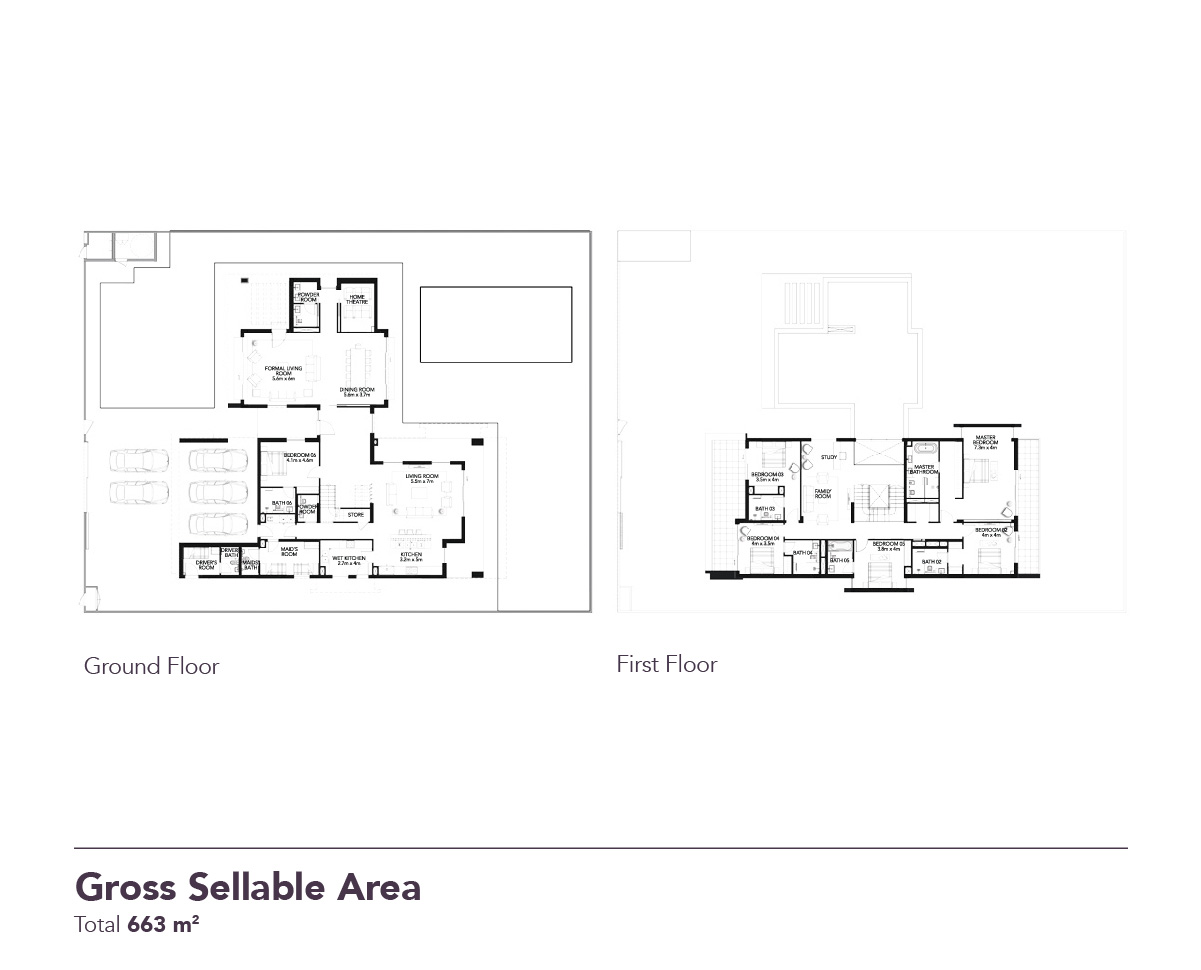 POWDER
ROOM
HOME
THEATRE
FORMAL LIVING
ROOM
5.6m x 6m
DINING ROOM
5.6m x 3.7m
BEDROOM 06
4.1m x 4.6m
LIVING ROOM
5.5m x 7m
BATH 06
POWDER
ROOM
STORE
DRIVER'S
BATH
DRIVER'S
ROOM
MAID'S
BATH
MAID'S
ROOM
WET KITCHEN
2.7m x 4m
KITCHEN
3.2m x 5m
Ground Floor
MASTER
BEDROOM
7.3m x 4m
STUDY
BEDROOM 03
3.5m x 4m
MASTER
BATHROOM
FAMILY
ROOM
BATH 03
BEDROOM 04
4m x 3.5m
BATH 04
BATH 05
BEDROOM 05
3.8m x 4m
BEDROOM 02
4m x 4m
BATH 02
First Floor
Gross Sellable Area
Total 663 m²